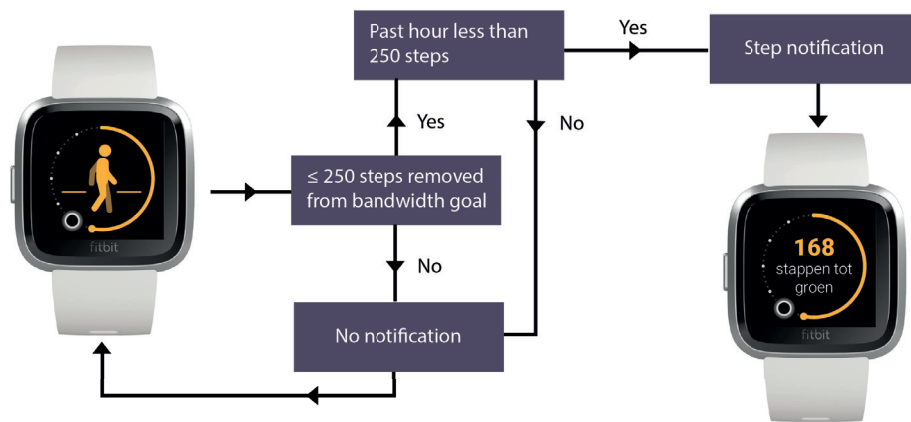 Past hour less than
250 steps
Yes
Step notification
Yes
No
≤ 250 steps removed
from bandwidth goal
fitbit
No
168
stappen tot
groen
fitbit
No notification